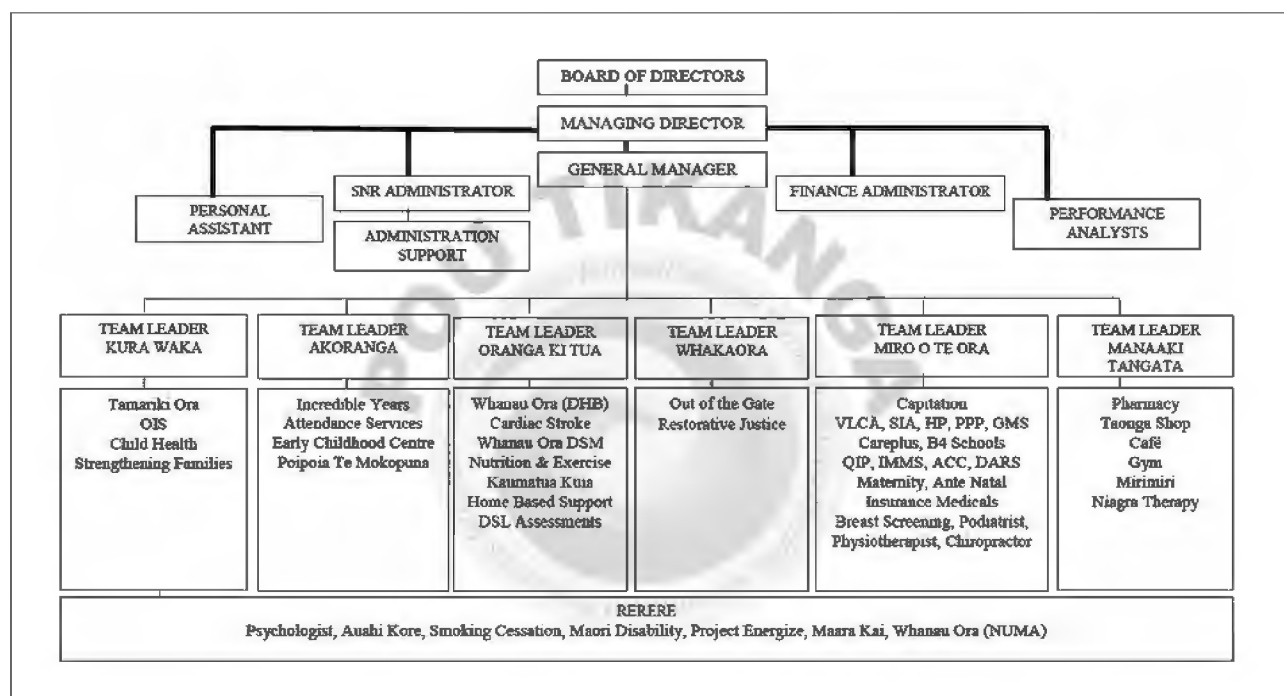 BOARD OF DIRECTORS
MANAGING DIRECTOR
GENERAL MANAGER
SNR ADMINISTRATOR
FINANCE ADMINISTRATOR
PERSONAL
ASSISTANT
PERFORMANCE
ANALYSTS
ADMINISTRATION
SUPPORT
POU TIKANGA
TEAM LEADER
KURA WAKA
TEAM LEADER
AKORANGA
TEAM LEADER
ORANGA KI TUA
TEAM LEADER
WHAKAORA
TEAM LEADER
MIRO O TE ORA
TEAM LEADER
MANAAKI
TANGATA
Tamariki Ora
OIS
Child Health
Strengthening Families
Incredible Years
Attendance Services
Early Childhood Centre
Poipoia Te Mokopuna
Whanau Ora (DHB)
Cardiac Stroke
Whanau Ora DSM
Nutrition & Exercise
Kaumatua Kuia
Home Based Support
DSL Assessments
Out of the Gate
Restorative Justice
Capitation
VLCA, SIA, HP, PPP, GMS
Careplus, B4 Schools
QIP, IMMS, ACC, DARS
Maternity, Ante Natal
Insurance Medicals
Breast Screening, Podiatrist,
Physiotherapist, Chiropractor
Pharmacy
Taonga Shop
Café
Gym
Mirimiri
Niagra Therapy
RERERE
Psychologist, Auahi Kore, Smoking Cessation, Maori Disability, Project Energize, Maara Kai, Whanau Ora (NUMA)